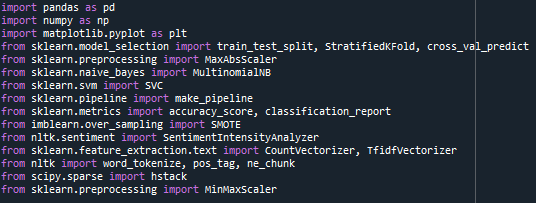 import pandas as pd
import numpy as np
import matplotlib.pyplot as plt
from sklearn.model_selection import train_test_split, StratifiedKFold, cross_val_predict
from sklearn.preprocessing import MaxAbsScaler
from sklearn.naive_bayes import MultinomialNB
from sklearn.svm import SVC
from sklearn.pipeline import make_pipeline
from sklearn.metrics import accuracy_score, classification_report
from imblearn.over_sampling import SMOTE
from nltk.sentiment import SentimentIntensityAnalyzer
from sklearn.feature_extraction.text import CountVectorizer, TfidfVectorizer
from nltk import word_tokenize, pos_tag, ne_chunk
from scipy.sparse import hstack
from sklearn.preprocessing import MinMaxScaler